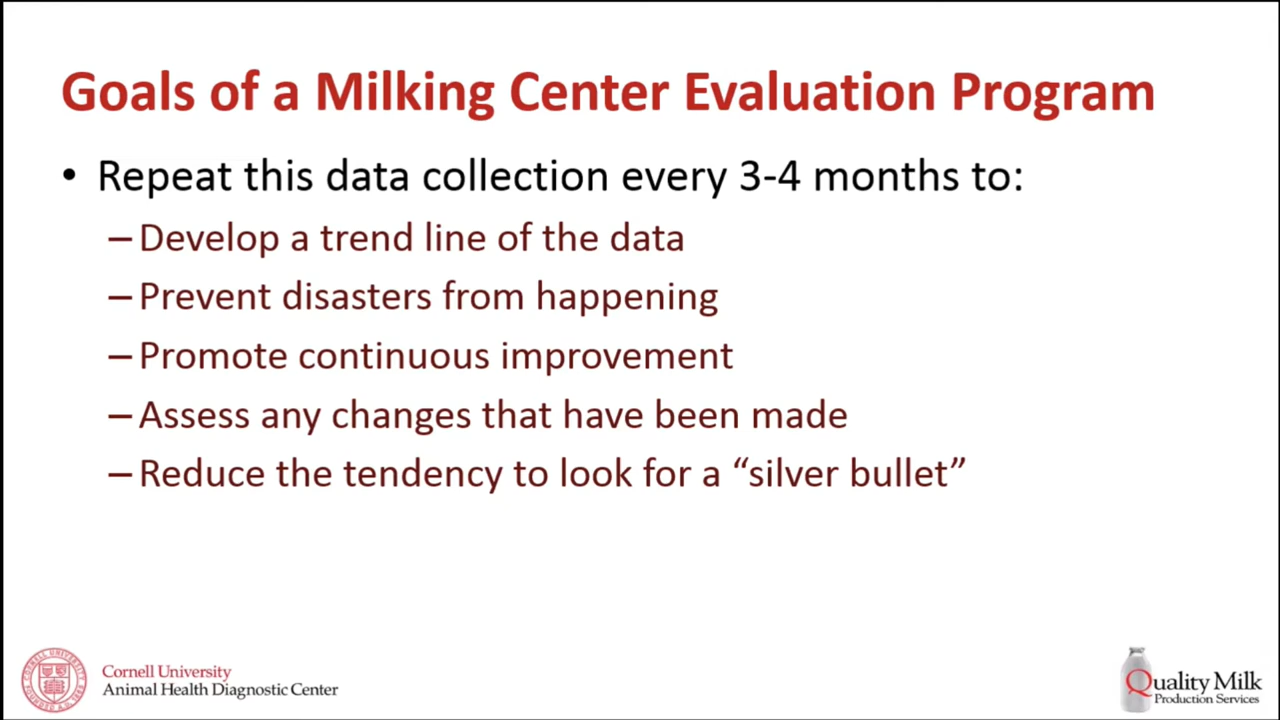 Goals of a Milking Center Evaluation Program
• Repeat this data collection every 3-4 months to:
–Develop a trend line of the data
–Prevent disasters from happening
–Promote continuous improvement
–Assess any changes that have been made
–Reduce the tendency to look for a “silver bullet”
Cornell University
Animal Health Diagnostic Center
Quality Milk
Production Services